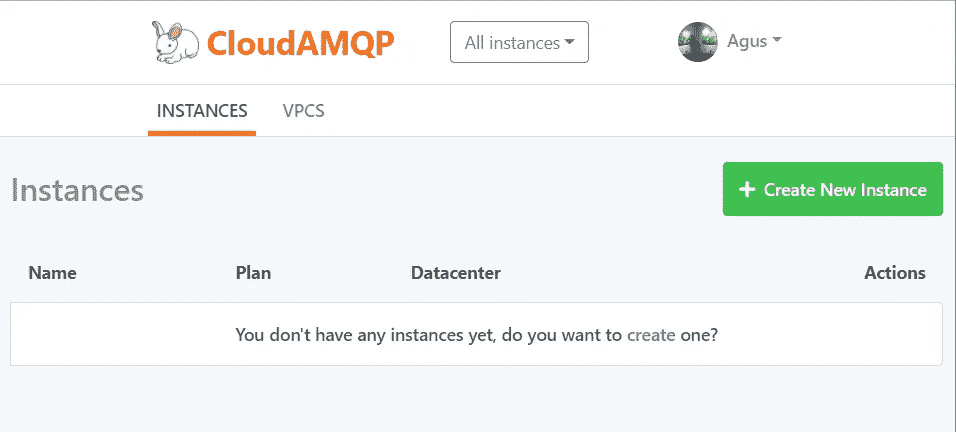 CloudAMQP All instances Agus
INSTANCES VPCS
Instances + Create New Instance
Name Plan Datacenter Actions
You don't have any instances yet, do you want to create one?